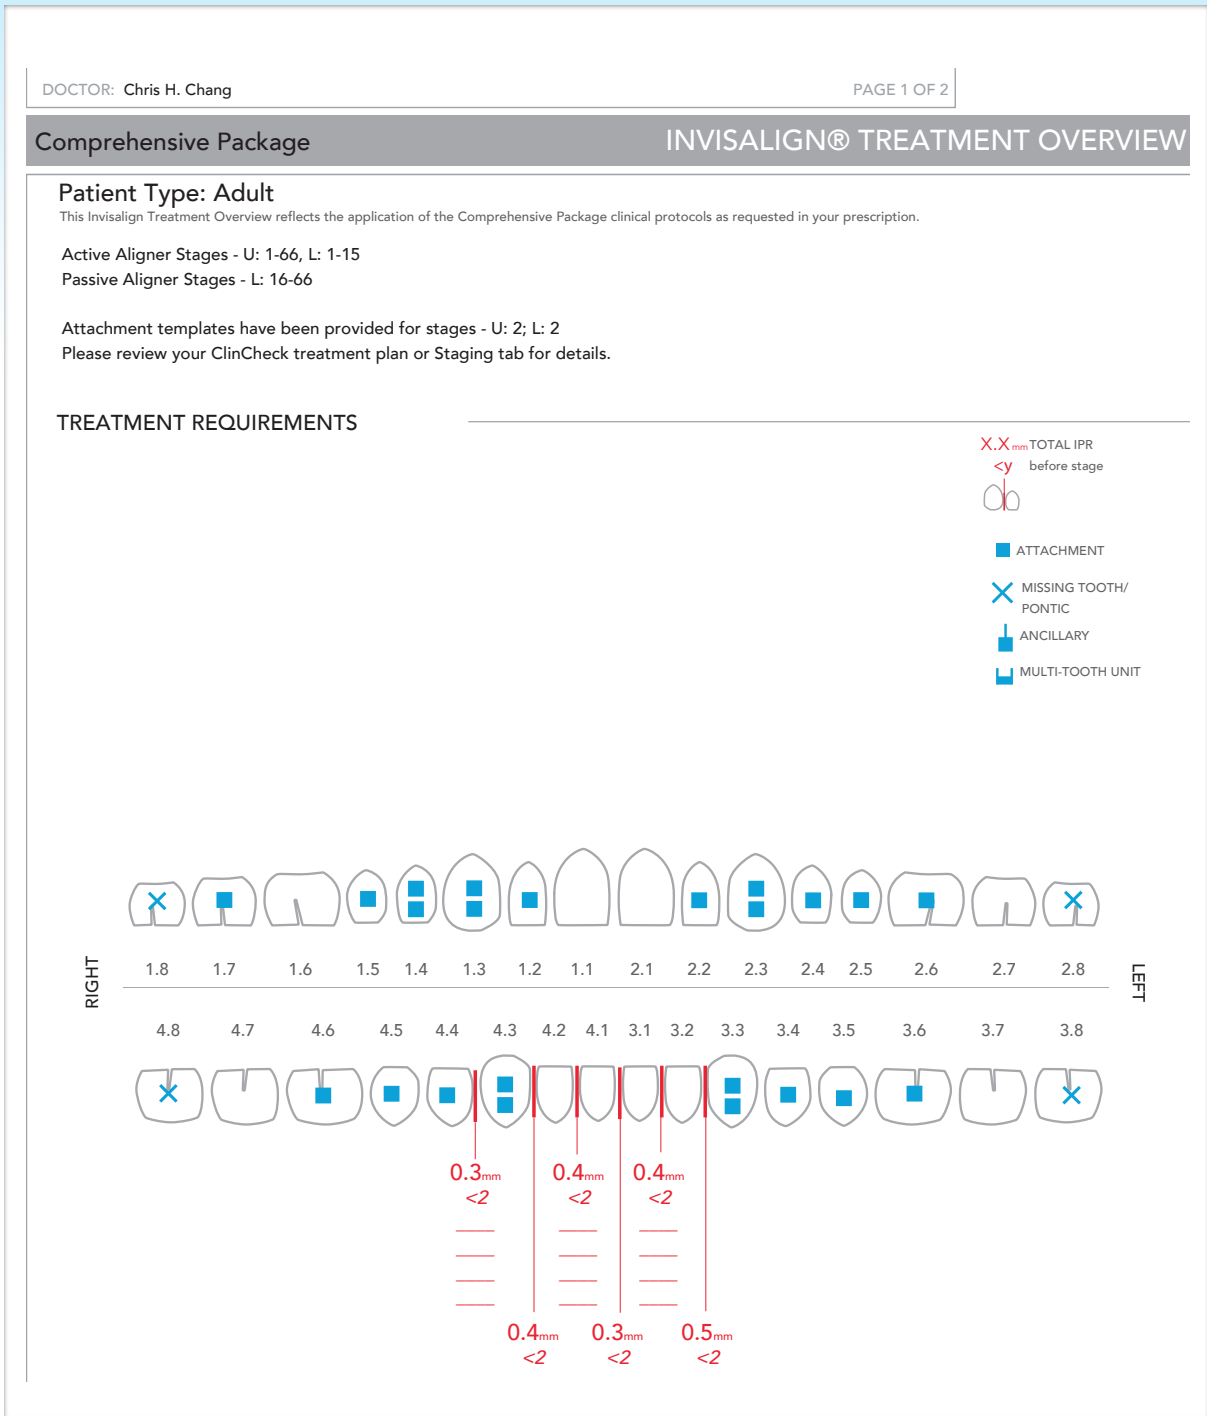 DOCTOR: Chris H. Chang PAGE 1 OF 2
Comprehensive Package INVISALIGN® TREATMENT OVERVIEW
Patient Type: Adult
This Invisalign Treatment Overview reflects the application of the Comprehensive Package clinical protocols as requested in your prescription.
Active Aligner Stages - U: 1-66, L: 1-15
Passive Aligner Stages - L: 16-66
Attachment templates have been provided for stages - U: 2; L: 2
Please review your ClinCheck treatment plan or Staging tab for details.
TREATMENT REQUIREMENTS
X.X mm TOTAL IPR
<y before stage
ATTACHMENT
MISSING TOOTH/
PONTIC
ANCILLARY
MULTI-TOOTH UNIT
RIGHT
1.8 1.7 1.6 1.5 1.4 1.3 1.2 1.1 2.1 2.2 2.3 2.4 2.5 2.6 2.7 2.8
LEFT
4.8 4.7 4.6 4.5 4.4 4.3 4.2 4.1 3.1 3.2 3.3 3.4 3.5 3.6 3.7 3.8
0.3mm 0.4mm 0.4mm
<2 <2 <2
0.4mm 0.3mm 0.5mm
<2 <2 <2